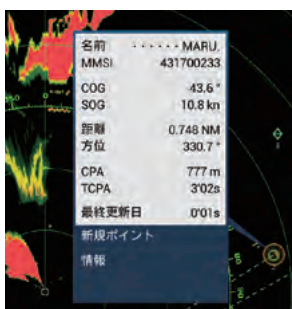 名前 ・・・・・・MARU.
MMSI 431700233
COG 43.6°
SOG 10.8 kn
距離 0.748 NM
方位 330.7°
CPA 777 m
TCPA 3'02s
最終更新日 0'01s
新規ポイント
情報